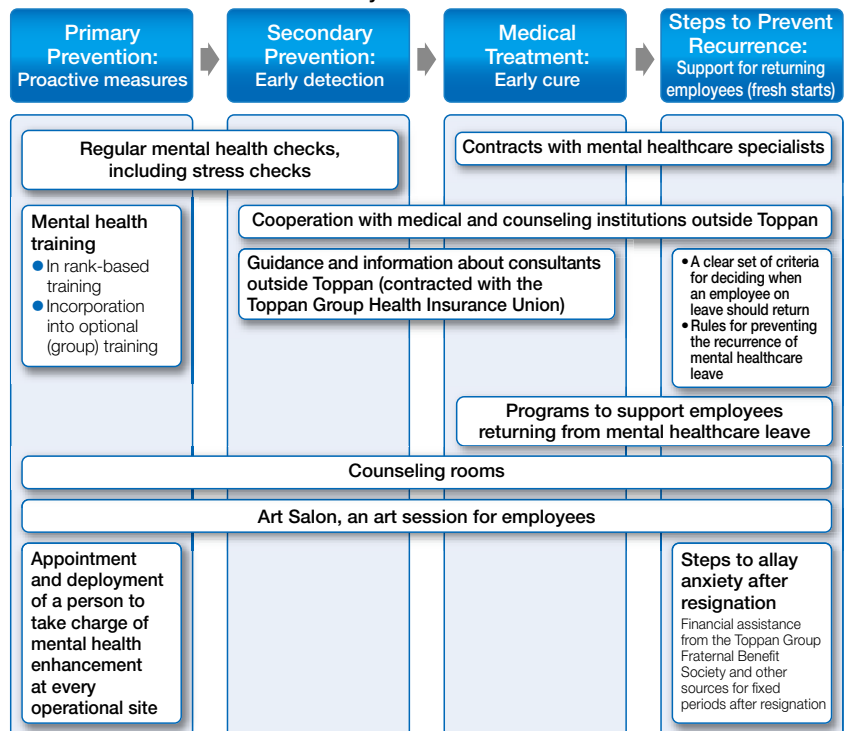 Primary
Prevention:
Proactive measures
Secondary
Prevention:
Early detection
Medical
Treatment:
Early cure
Steps to Prevent
Recurrence:
Support for returning
employees (fresh starts)
Regular mental health checks,
including stress checks
Contracts with mental healthcare specialists
Mental health
training
● In rank-based
training
● Incorporation
into optional
(group) training
Cooperation with medical and counseling institutions outside Toppan
Guidance and information about consultants
outside Toppan (contracted with the
Toppan Group Health Insurance Union)
• A clear set of criteria
for deciding when
an employee on
leave should return
• Rules for preventing
the recurrence of
mental healthcare
leave
Programs to support employees
returning from mental healthcare leave
Counseling rooms
Art Salon, an art session for employees
Appointment
and deployment
of a person to
take charge of
mental health
enhancement
at every
operational site
Steps to allay
anxiety after
resignation
Financial assistance
from the Toppan Group
Fraternal Benefit
Society and other
sources for fixed
periods after resignation